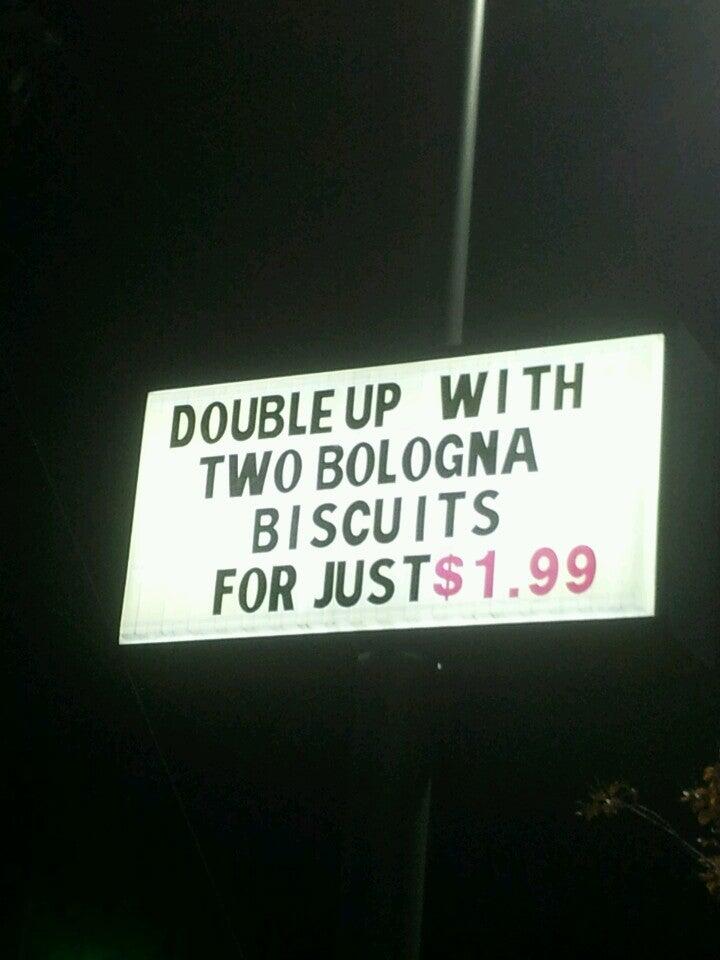 DOUBLE UP WITH
TWO BOLOGNA
BISCUITS
FOR JUST $1.99